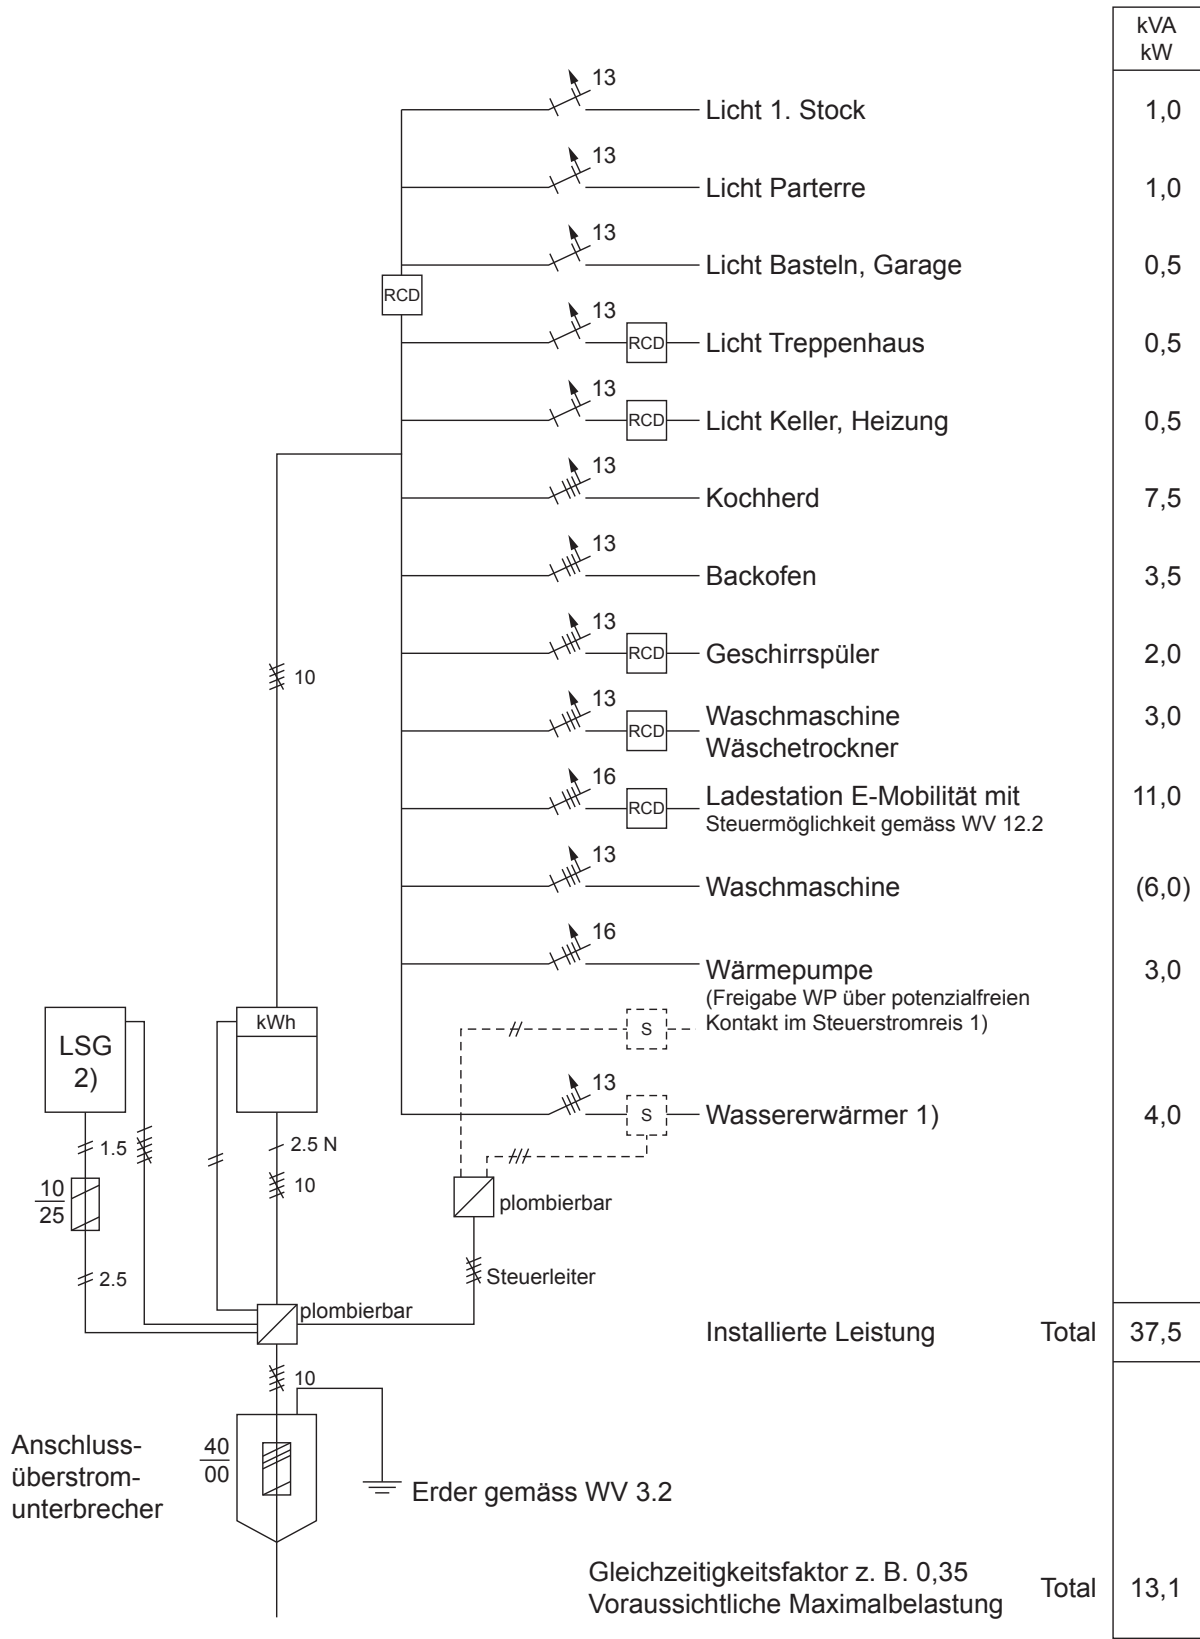 kVA
kW
13
Licht 1. Stock 1,0
13
Licht Parterre 1,0
13
Licht Basteln, Garage 0,5
RCD
13
RCD Licht Treppenhaus 0,5
13
RCD Licht Keller, Heizung 0,5
13
Kochherd 7,5
13
Backofen 3,5
13
RCD Geschirrspüler 2,0
10
13
RCD Waschmaschine 3,0
Wäschetrockner
16
RCD Ladestation E-Mobilität mit 11,0
Steuermöglichkeit gemäss WV 12.2
13
Waschmaschine (6,0)
16
Wärmepumpe 3,0
(Freigabe WP über potenzialfreien
Kontakt im Steuerstromreis 1)
S
kWh
LSG
2)
13
S Wassererwärmer 1) 4,0
1.5
2.5 N
10
10
25
plombierbar
2.5
Steuerleiter
plombierbar
Installierte Leistung Total 37,5
10
Anschluss-
überstrom-
unterbrecher
40
00
Erder gemäss WV 3.2
Gleichzeitigkeitsfaktor z. B. 0,35
Voraussichtliche Maximalbelastung Total 13,1